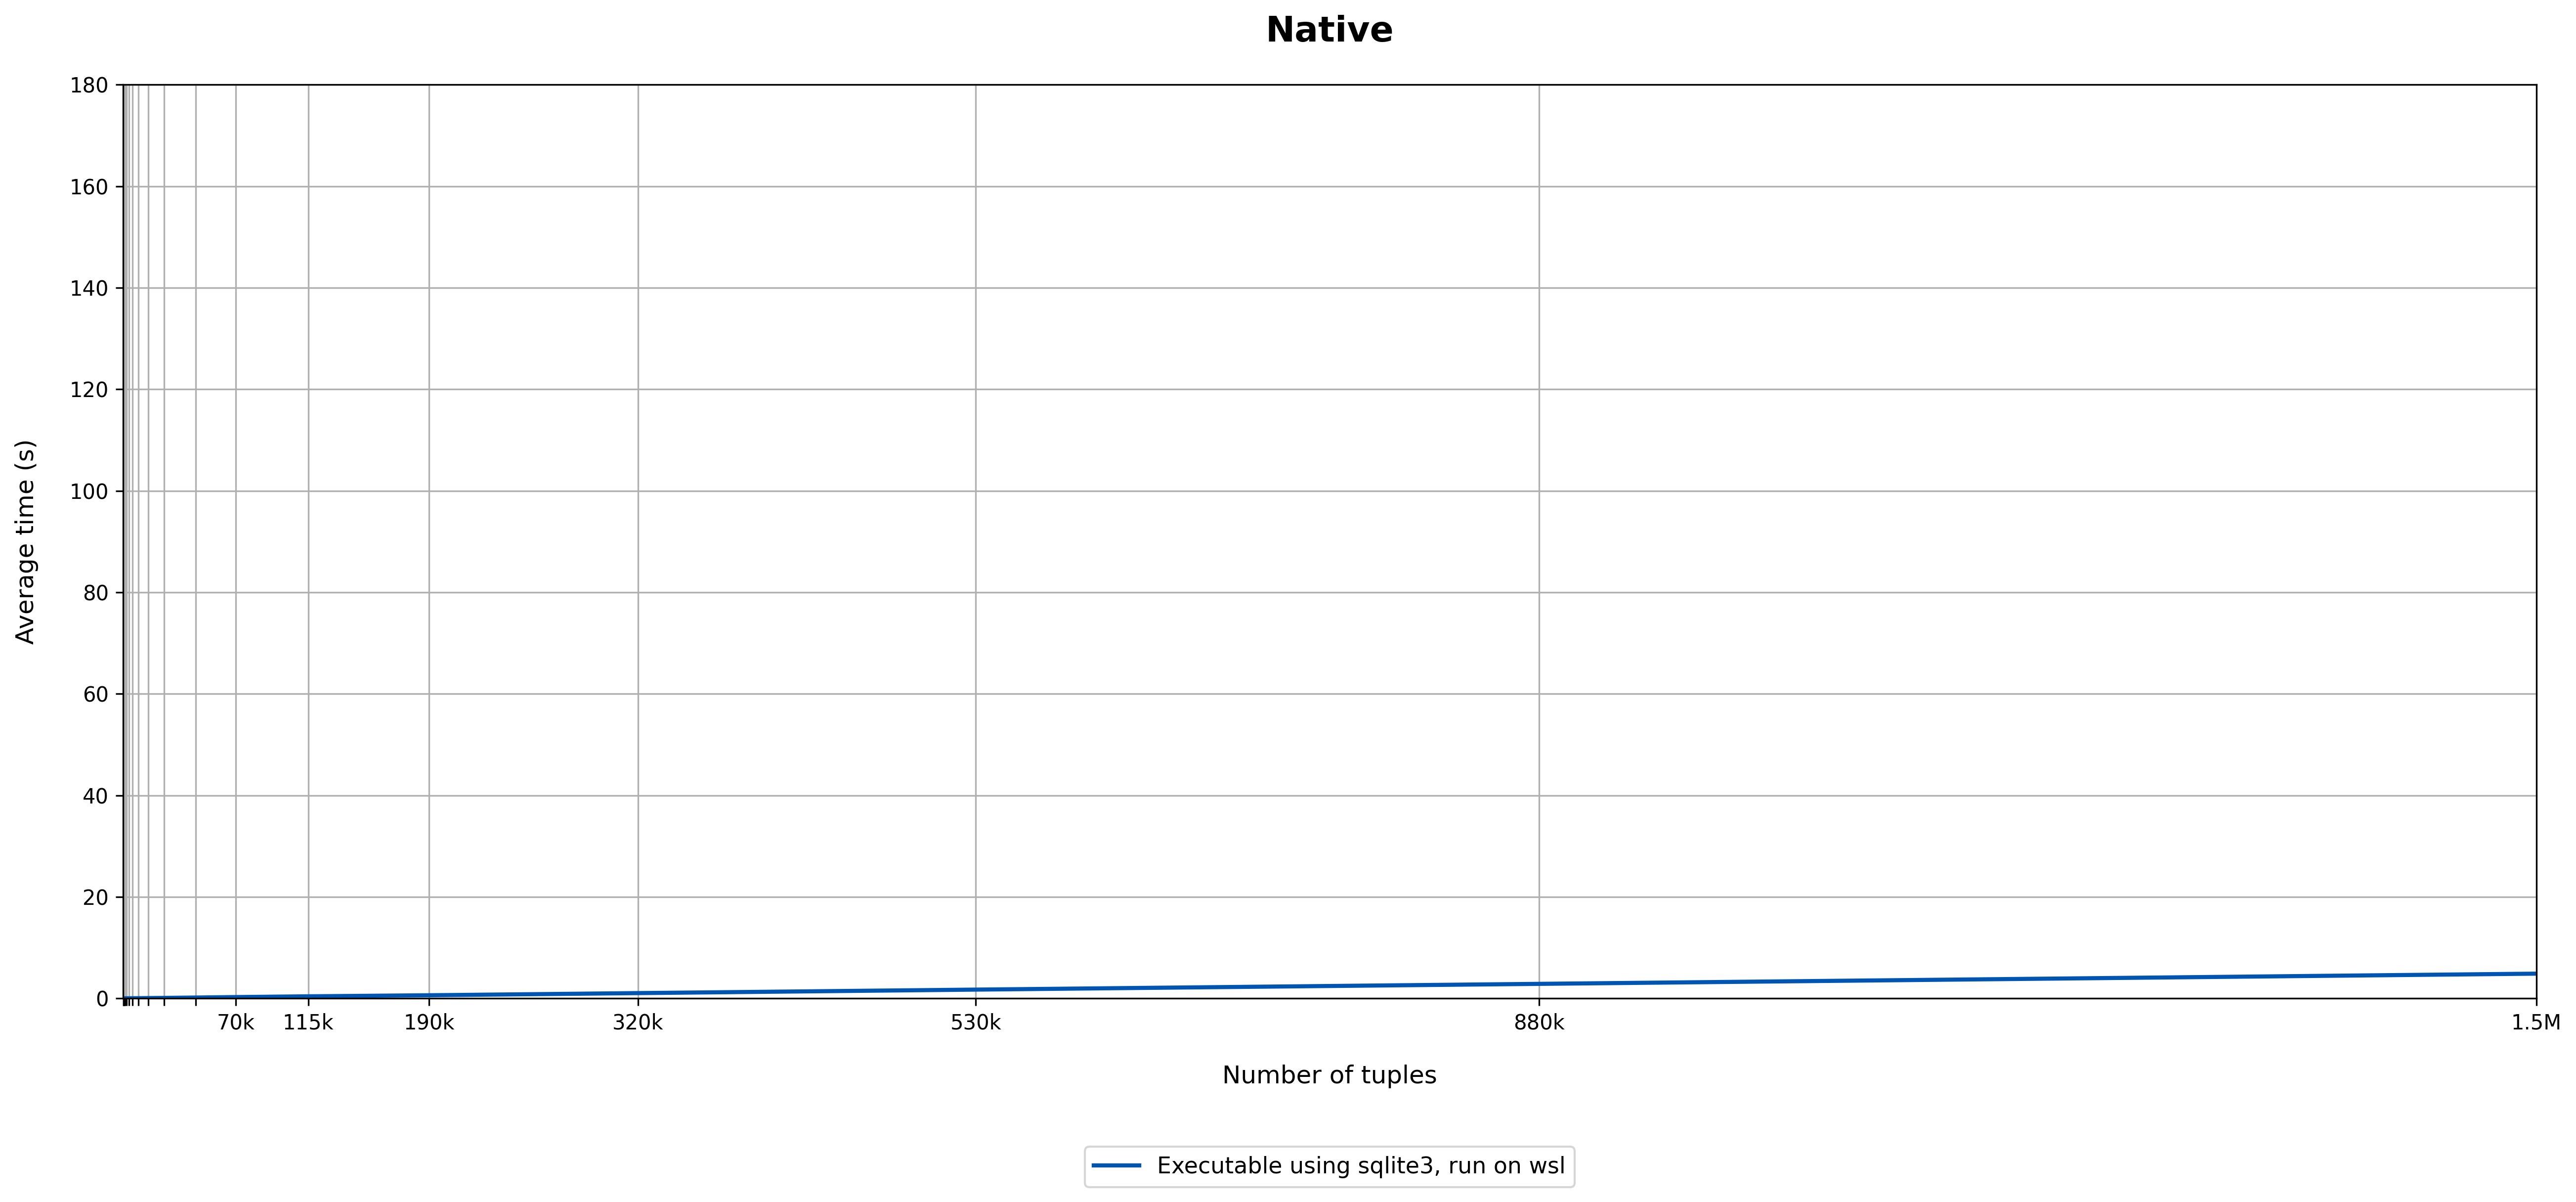 Native
180
160
140
120
100
80
60
40
20
0
Average time (s)
70k 115k 190k 320k 530k 880k 1.5M
Number of tuples
Executable using sqlite3, run on wsl